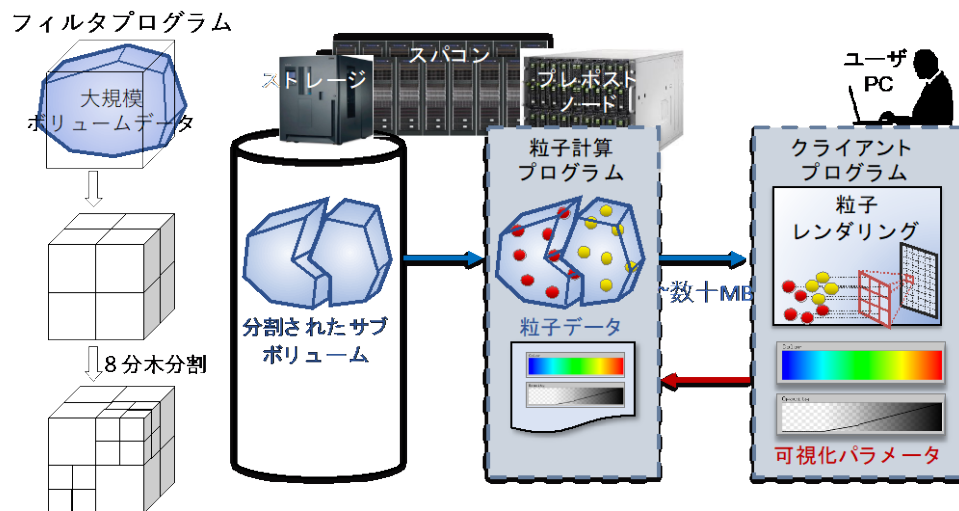 フィルタプログラム
大規模
ボリュームデータ
8分木分割
スパコン
ストレージ
プレポスト
ノード
ユーザ
PC
分割されたサブ
ボリューム
粒子計算
プログラム
粒子データ
~数十MB
クライアント
プログラム
粒子
レンダリング
可視化パラメータ